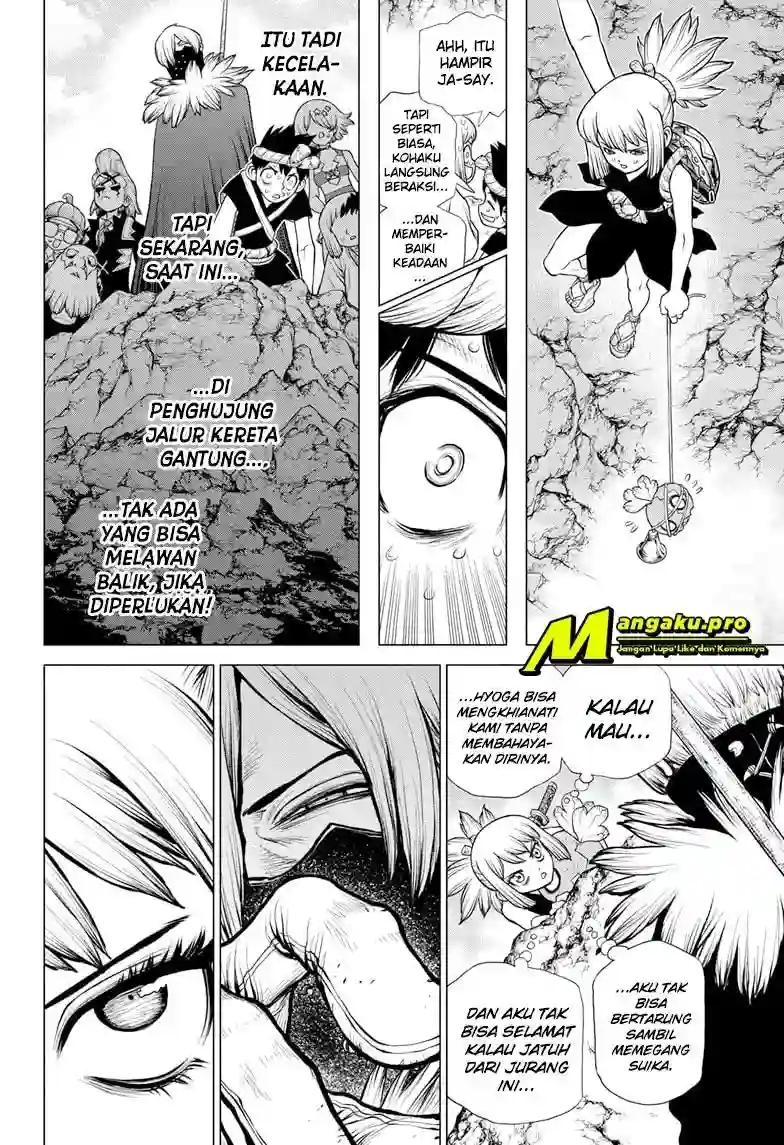 AHH, ITU
HAMPIR
JA-SAY.
TAPI
SEPERTI
BIASA,
KOHAKU
LANGSUNG
BERAKSI...
...DAN
MEMPER-
BAIKI
KEADAAN
...
ITU TADI
KECELA-
KAAN.
TAPI
SEKARANG,
SAAT INI...
...DI
PENGHUJUNG
JALUR KERETA
GANTUNG...,
...TAK ADA
YANG BISA
MELAWAN
BALIK, JIKA
DIPERLUKAN!
Mangaku.pro
Jangan Lupa Like dan Komennya
KALAU
MAU...
...HYOGA BISA
MENGKHIANATI
KAMI TANPA
MEMBAHAYA-
KAN DIRINYA.
...AKU TAK
BISA
BERTARUNG
SAMBIL
MEMEGANG
SUIKA.
DAN AKU TAK
BISA SELAMAT
KALAU JATUH
DARI JURANG
INI...